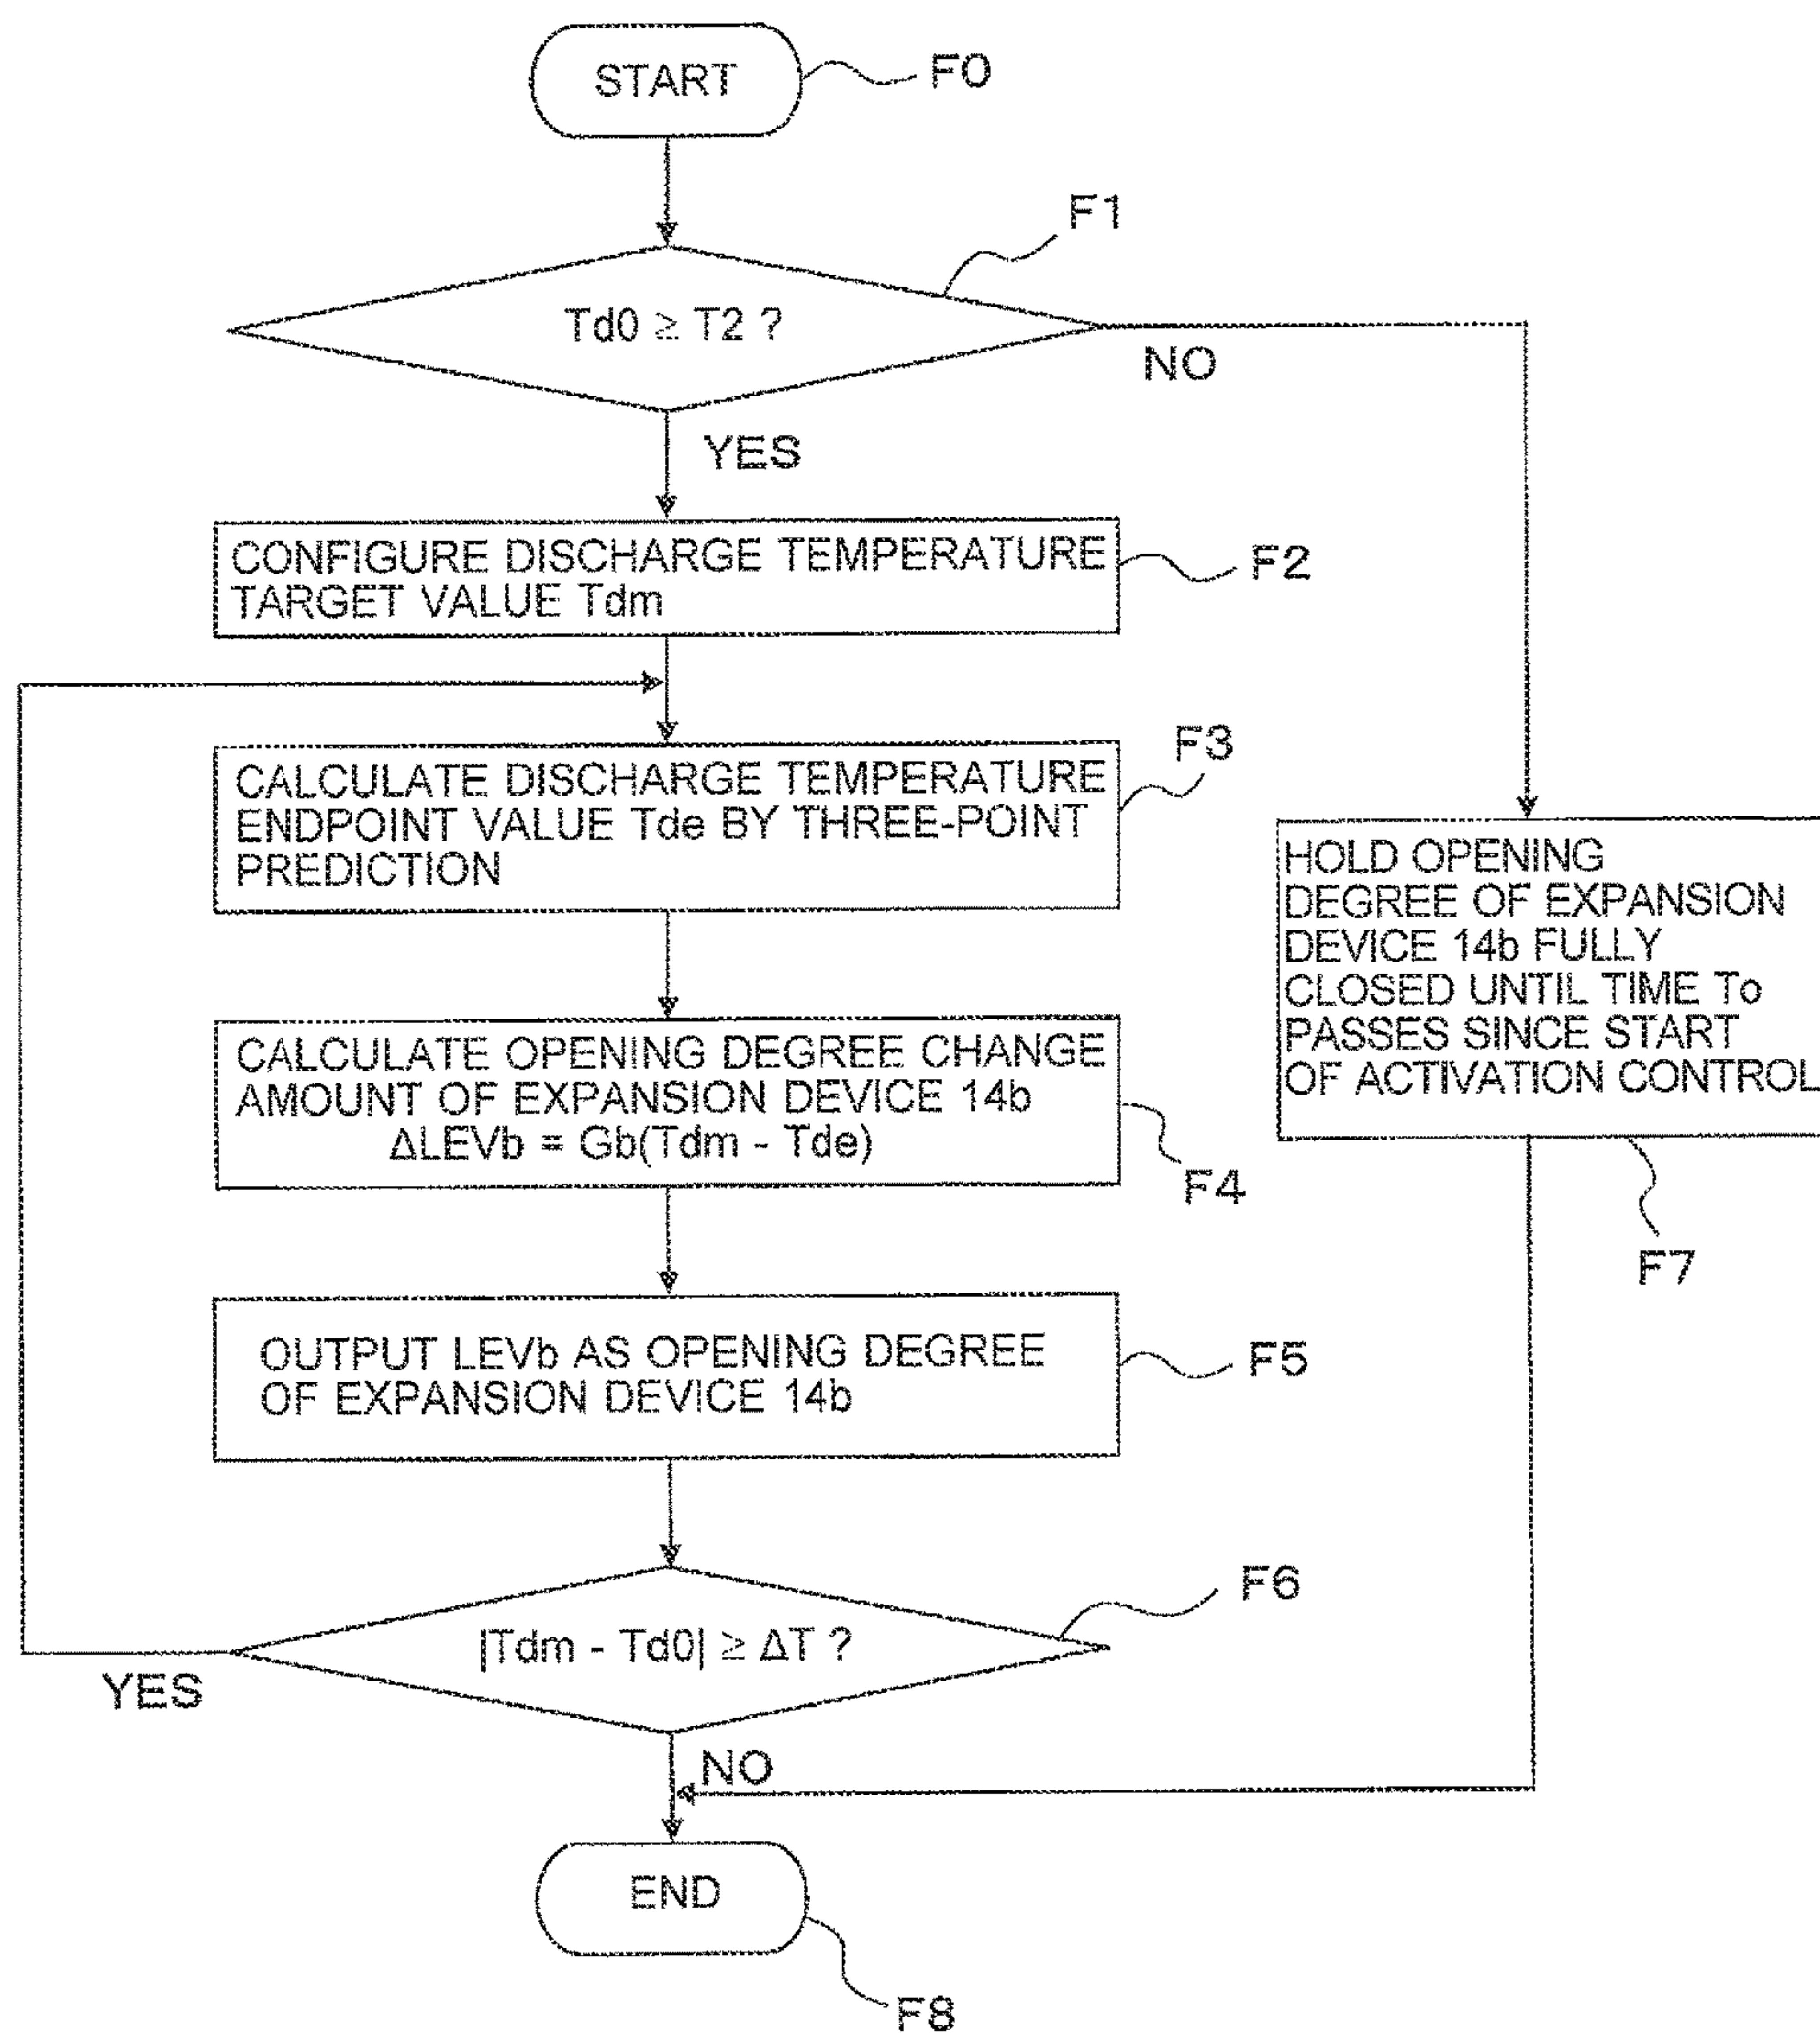 START
F0
F1
Td0 ≥ T2 ?
NO
YES
CONFIGURE DISCHARGE TEMPERATURE
TARGET VALUE Tdm
F2
F3
CALCULATE DISCHARGE TEMPERATURE
ENDPOINT VALUE Tde BY THREE-POINT
PREDICTION
HOLD OPENING
DEGREE OF EXPANSION
DEVICE 14b FULLY
CLOSED UNTIL TIME To
PASSES SINCE START
OF ACTIVATION CONTROL
F7
CALCULATE OPENING DEGREE CHANGE
AMOUNT OF EXPANSION DEVICE 14b
ΔLEVb = Gb(Tdm - Tde)
F4
OUTPUT LEVb AS OPENING DEGREE
OF EXPANSION DEVICE 14b
F5
F6
|Tdm - Td0| ≥ ΔT ?
YES
NO
END
F8